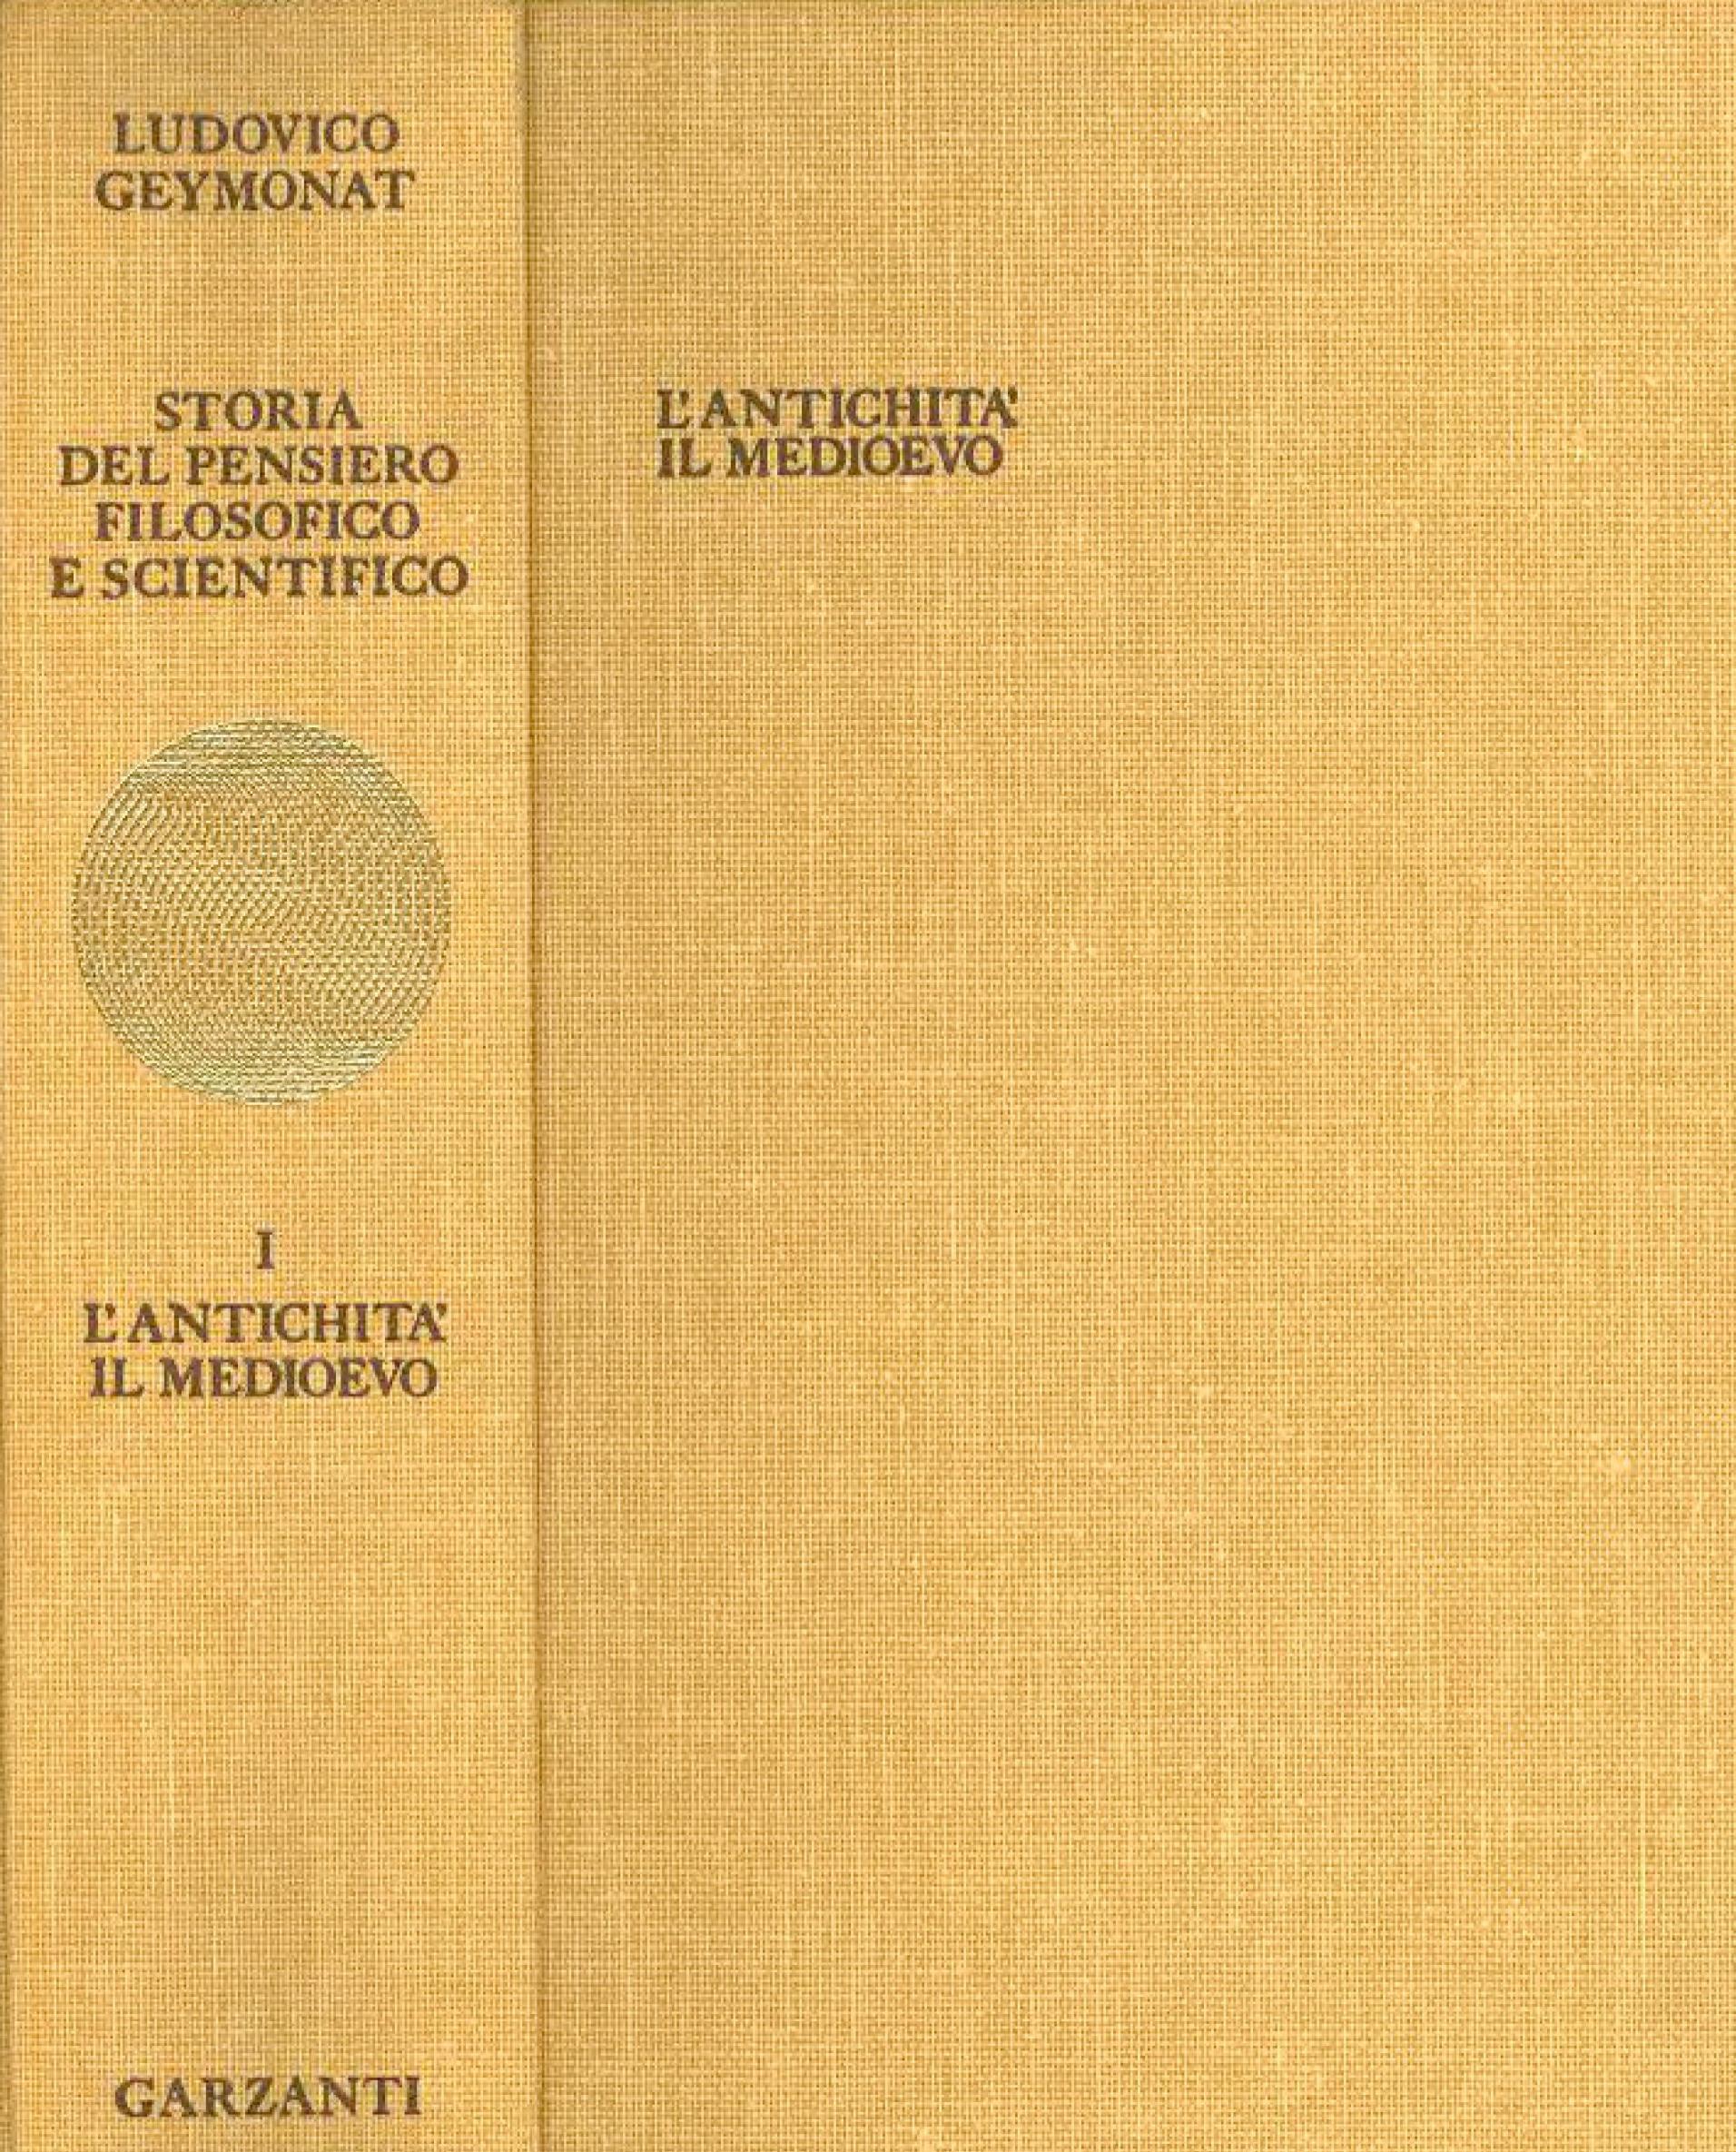 LUDOVICO
GEYMONAT
STORIA
DEL PENSIERO
FILOSOFICO
E SCIENTIFICO
I
L'ANTICHITA'
IL MEDIOEVO
GARZANTI
L'ANTICHITA'
IL MEDIOEVO